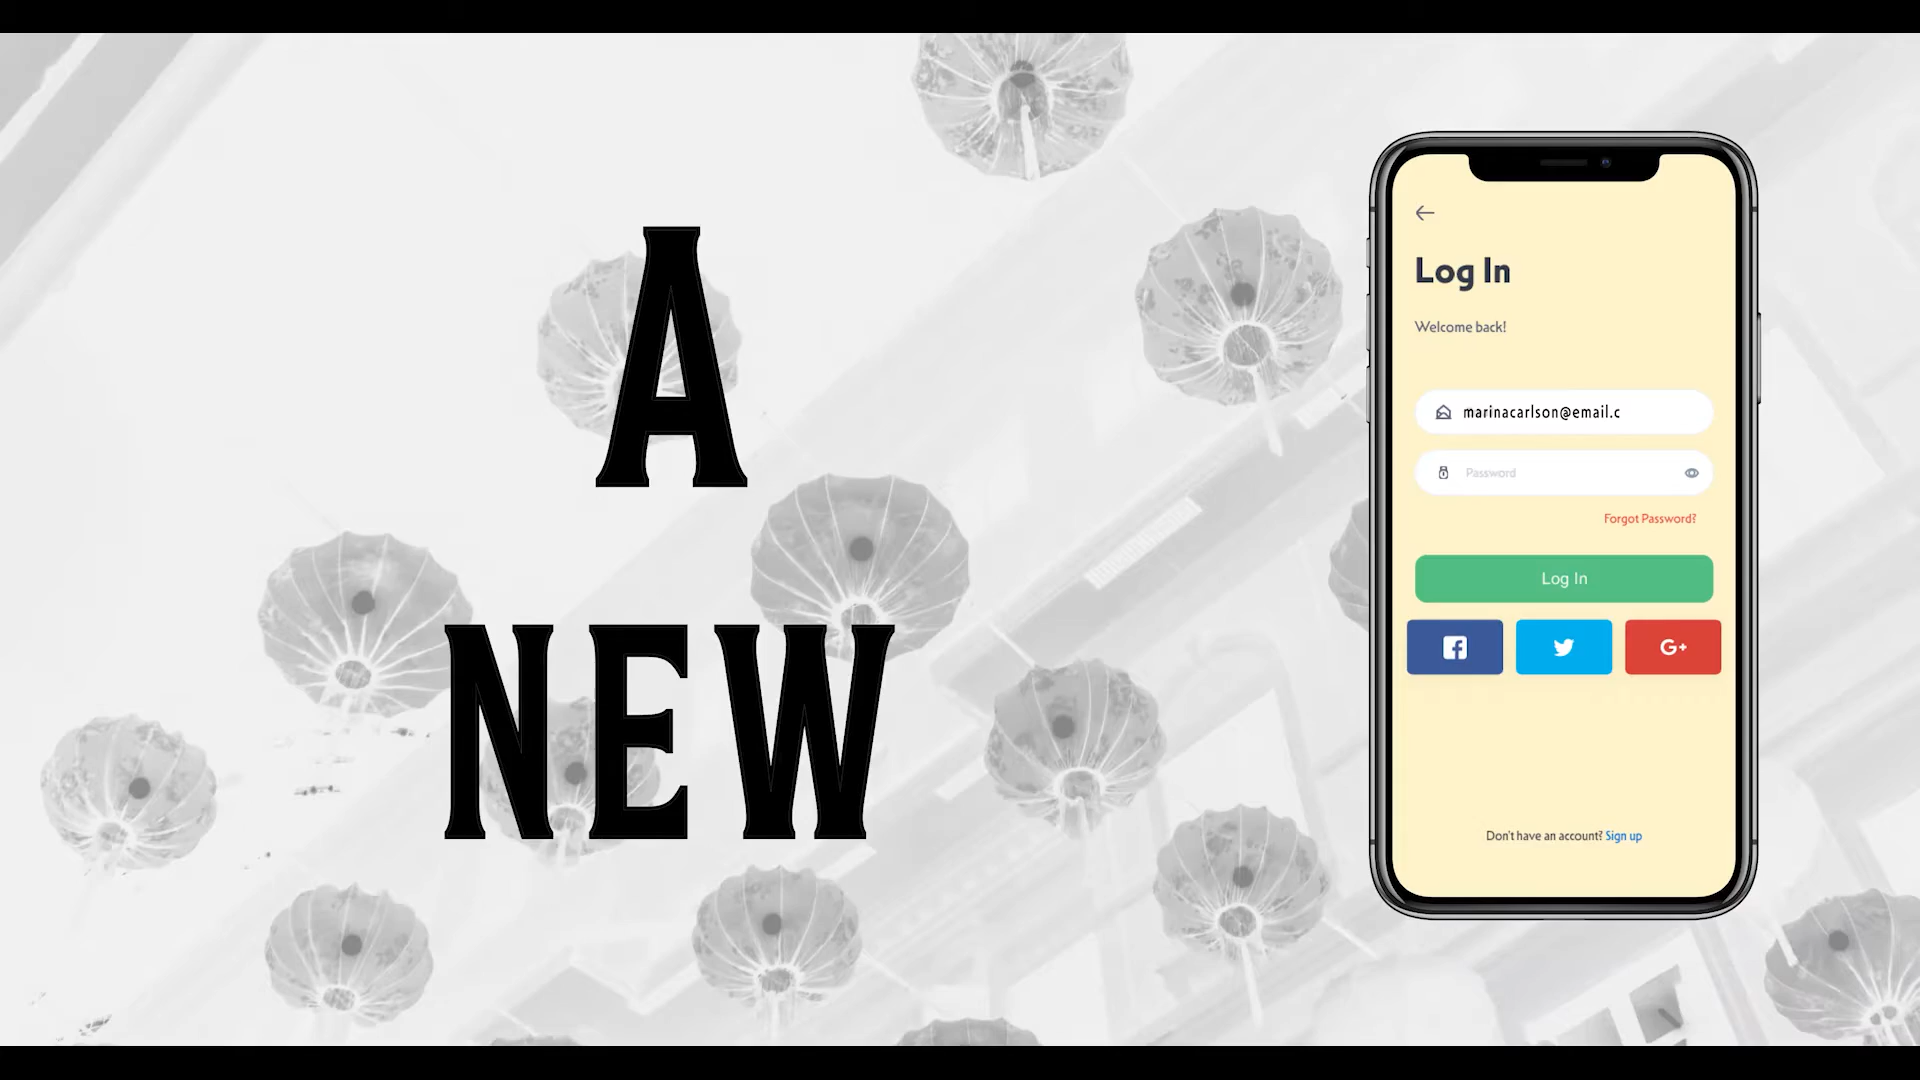 A
NEW
Log In
Welcome back!
marinacarlson@email.c
Password
Forgot Password?
Log In
G+
Don't have an account? Sign up